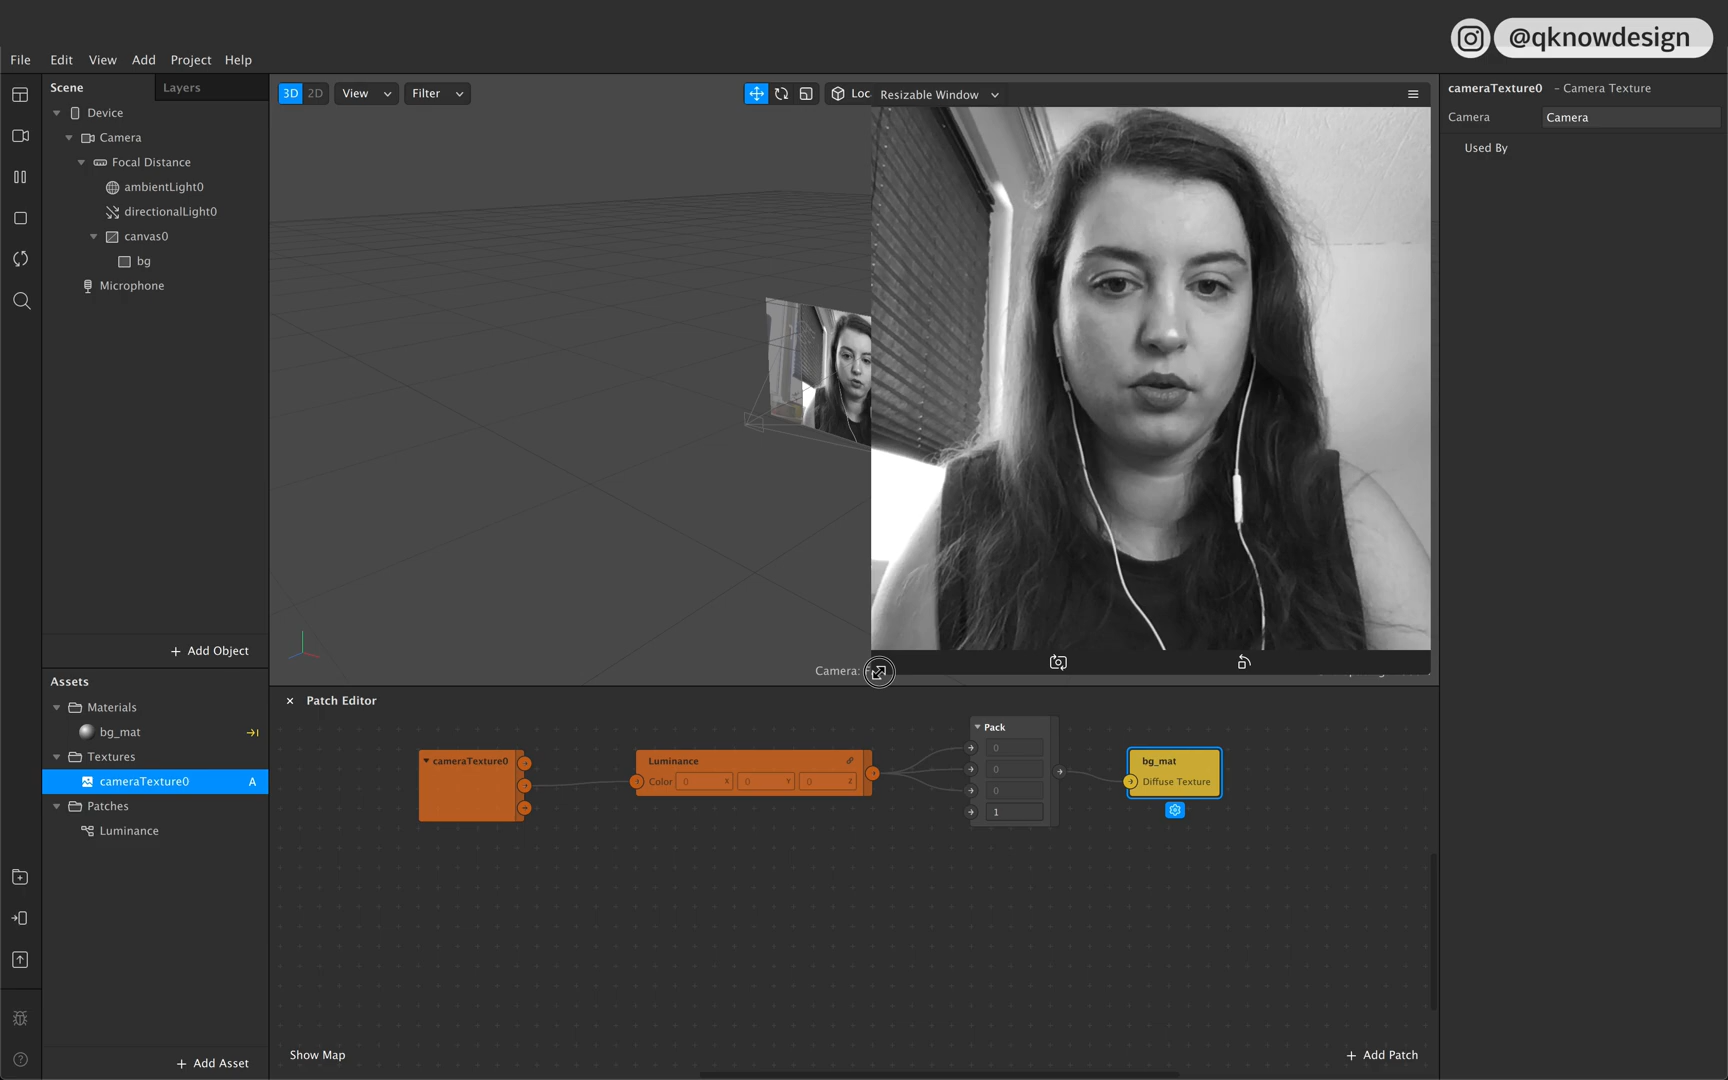 @qknowdesign
File Edit View Add Project Help
Scene
Layers
Device
Camera
Focal Distance
ambientLight0
directionalLight0
canvas0
bg
Microphone
+ Add Object
3D 2D
View
Filter
Loc
Resizable Window
Camera:
cameraTexture0 - Camera Texture
Camera
Camera
Used By
Assets
Materials
bg_mat
Textures
cameraTexture0 A
Patches
Luminance
+ Add Asset
× Patch Editor
cameraTexture0
Luminance
Color 0 X 0 Y 0 Z
Pack
0
0
0
1
bg_mat
Diffuse Texture
Show Map
+ Add Patch